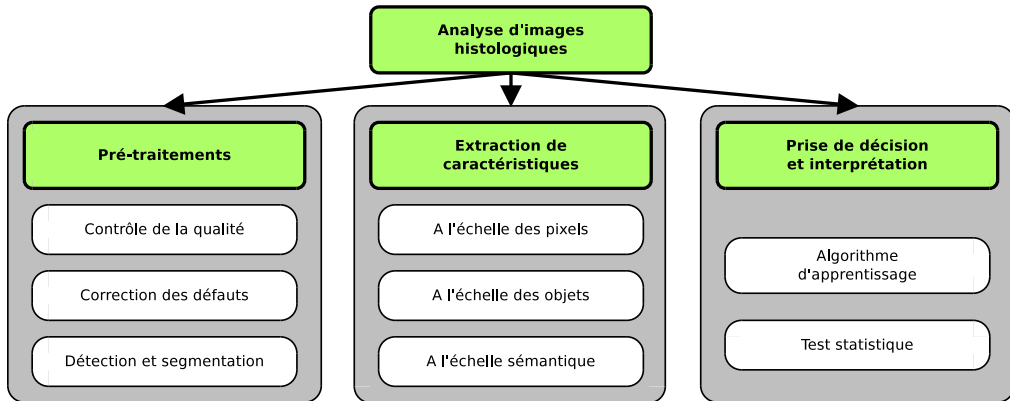 Analyse d'images
histologiques
Pré-traitements
Contrôle de la qualité
Correction des défauts
Détection et segmentation
Extraction de
caractéristiques
A l'échelle des pixels
A l'échelle des objets
A l'échelle sémantique
Prise de décision
et interprétation
Algorithme
d'apprentissage
Test statistique